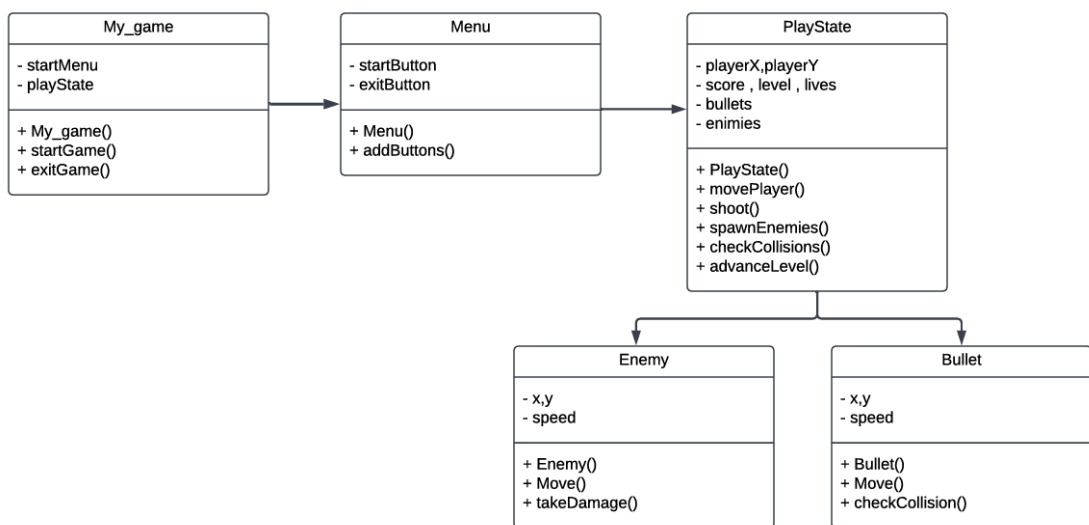 My_game
- startMenu
- playState
+ My_game()
+ startGame()
+ exitGame()
Menu
- startButton
- exitButton
+ Menu()
+ addButtons()
PlayState
- playerX,playerY
- score , level , lives
- bullets
- enimies
+ PlayState()
+ movePlayer()
+ shoot()
+ spawnEnemies()
+ checkCollisions()
+ advanceLevel()
Enemy
- x,y
- speed
+ Enemy()
+ Move()
+ takeDamage()
Bullet
- x,y
- speed
+ Bullet()
+ Move()
+ checkCollision()